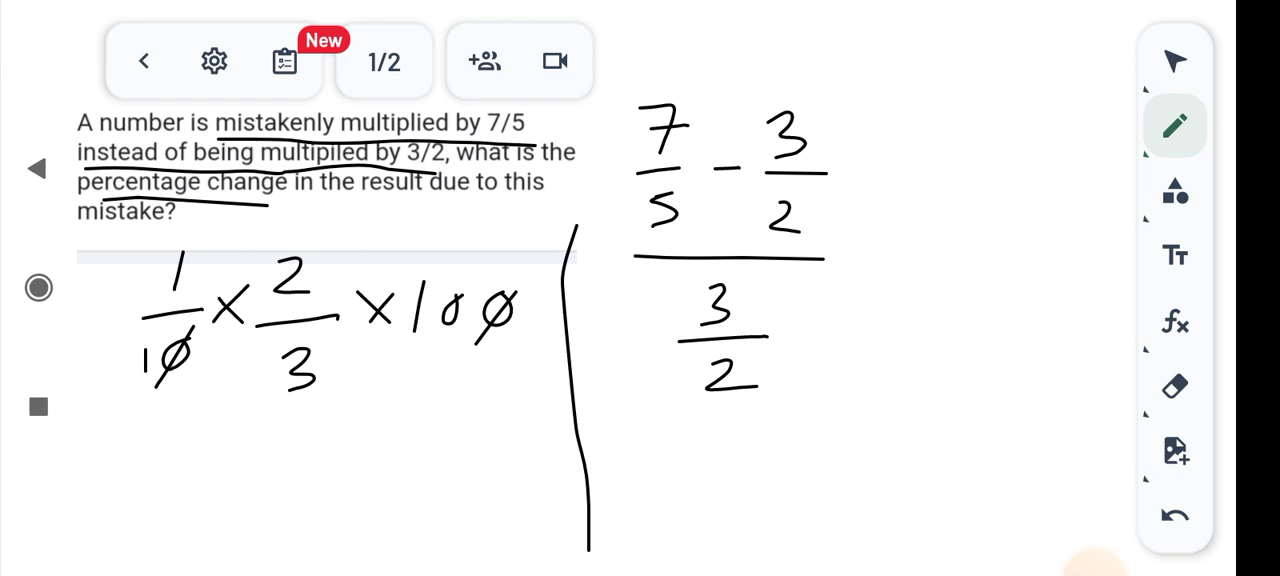 New
1/2
A number is mistakenly multiplied by 7/5
instead of being multiplied by 3/2, what is the
percentage change in the result due to this
mistake?
1/10 × 2/3 × 100
7/5 - 3/2
3/2
Tт
fx